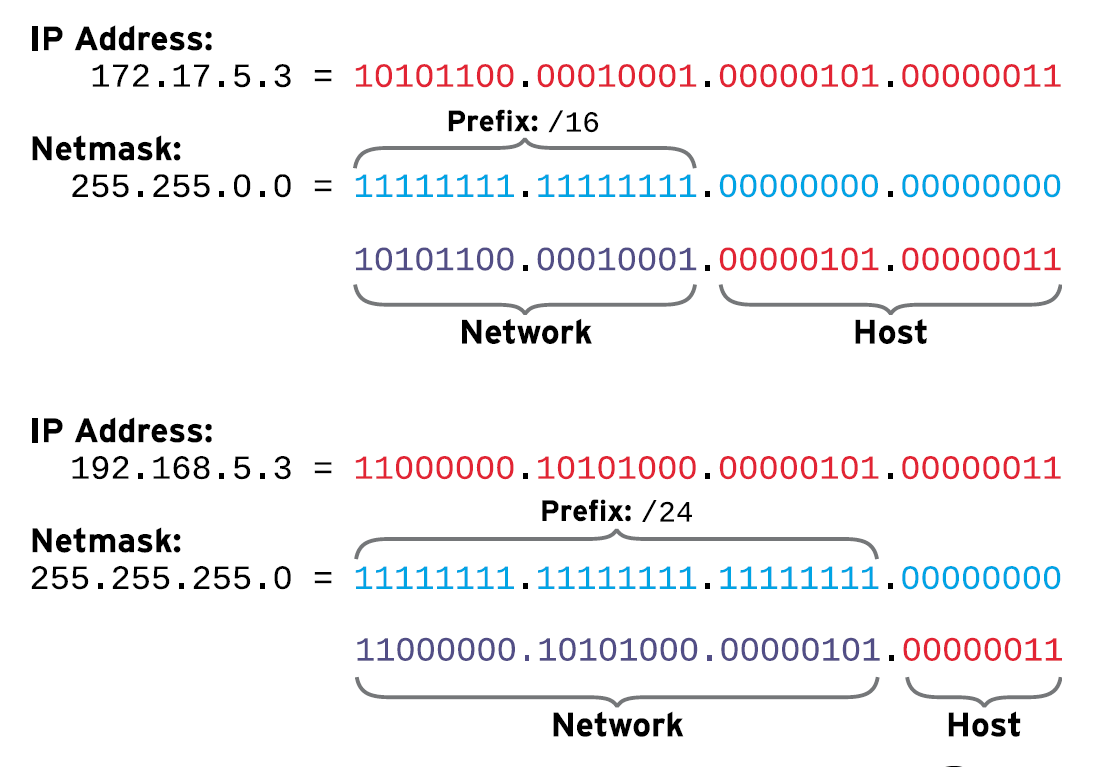 IP Address:
172.17.5.3 = 10101100.00010001.00000101.00000011
Prefix: /16
Netmask:
255.255.0.0 = 11111111.11111111.00000000.00000000
10101100.00010001.00000101.00000011
Network Host
IP Address:
192.168.5.3 = 11000000.10101000.00000101.00000011
Prefix: /24
Netmask:
255.255.255.0 = 11111111.11111111.11111111.00000000
11000000.10101000.00000101.00000011
Network Host